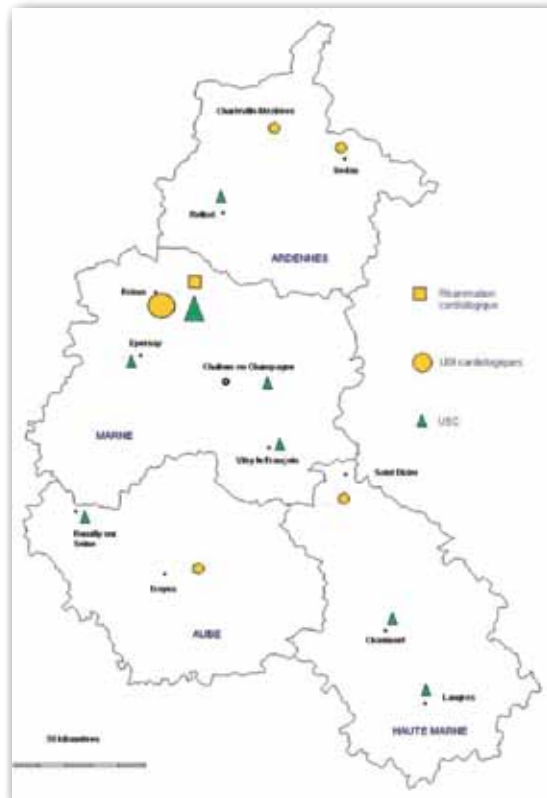 Charleville-Mézières
Sedan
Rethel
ARDENNES
Reims
Réanimation
cardiologique
Epernay
USI cardiologiques
Chalons en Champagne
USC
MARNE
Vitry le François
Saint Dizier
Romilly sur
Seine
Troyes
AUBE
Chaumont
Langres
HAUTE MARNE
50 kilomètres